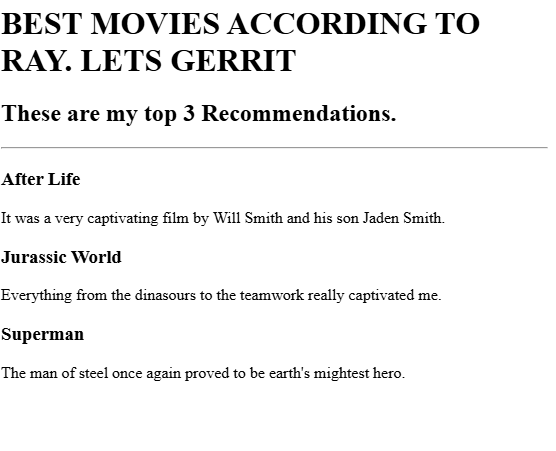 BEST MOVIES ACCORDING TO
RAY. LETS GERRIT
These are my top 3 Recommendations.
After Life
It was a very captivating film by Will Smith and his son Jaden Smith.
Jurassic World
Everything from the dinasours to the teamwork really captivated me.
Superman
The man of steel once again proved to be earth's mightest hero.